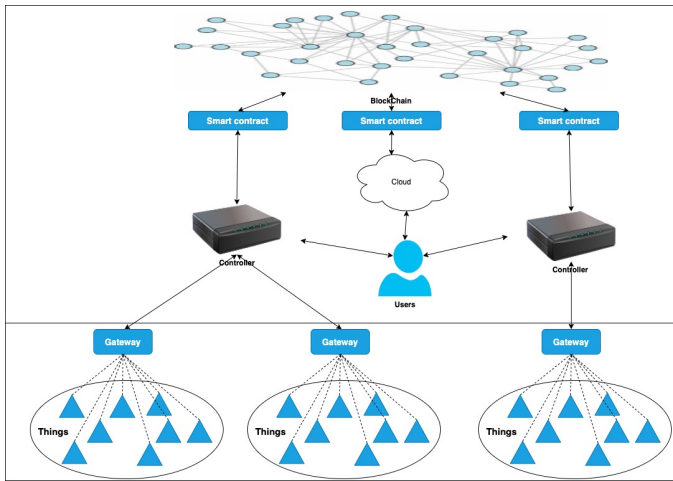 BlockChain
Smart contract
Smart contract
Smart contract
Cloud
Controller
Controller
Users
Gateway
Gateway
Gateway
Things
Things
Things